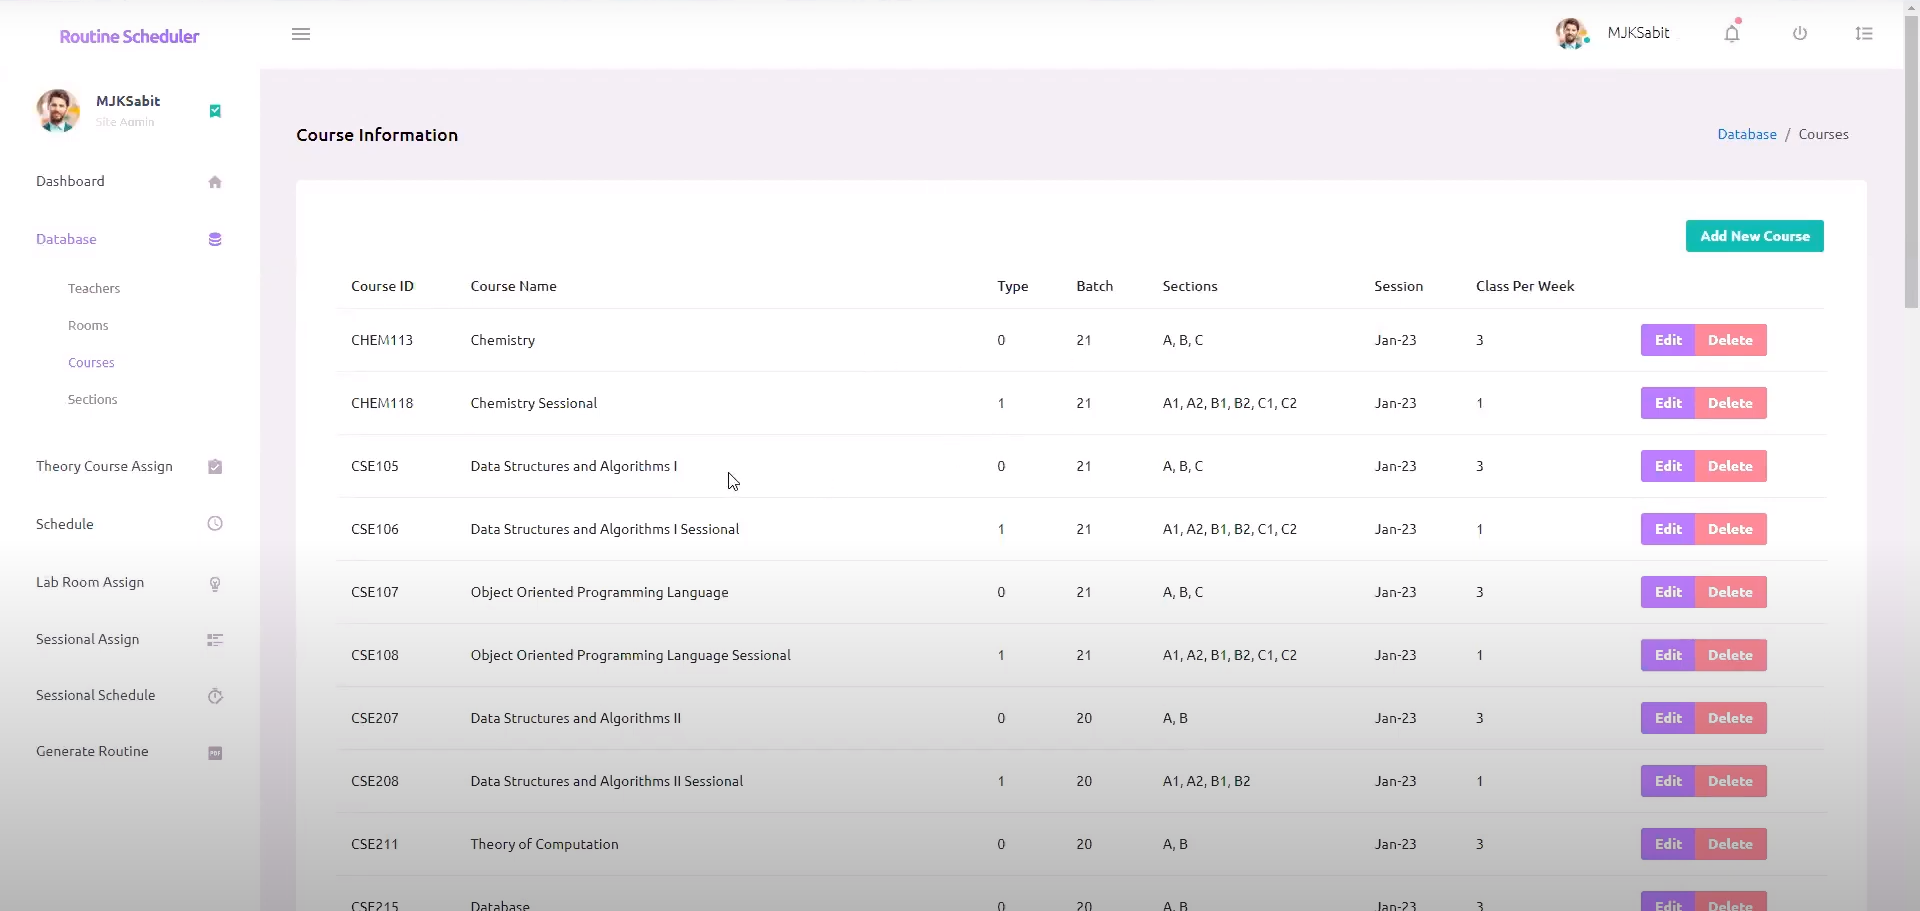 Routine Scheduler
MJKSabit
MJKSabit
Site Admin
Dashboard
Database
Teachers
Rooms
Courses
Sections
Theory Course Assign
Schedule
Lab Room Assign
Sessional Assign
Sessional Schedule
Generate Routine
Course Information
Database / Courses
Add New Course
Course ID Course Name Type Batch Sections Session Class Per Week
CHEM113 Chemistry 0 21 A, B, C Jan-23 3 Edit Delete
CHEM118 Chemistry Sessional 1 21 A1, A2, B1, B2, C1, C2 Jan-23 1 Edit Delete
CSE105 Data Structures and Algorithms I 0 21 A, B, C Jan-23 3 Edit Delete
CSE106 Data Structures and Algorithms I Sessional 1 21 A1, A2, B1, B2, C1, C2 Jan-23 1 Edit Delete
CSE107 Object Oriented Programming Language 0 21 A, B, C Jan-23 3 Edit Delete
CSE108 Object Oriented Programming Language Sessional 1 21 A1, A2, B1, B2, C1, C2 Jan-23 1 Edit Delete
CSE207 Data Structures and Algorithms II 0 20 A, B Jan-23 3 Edit Delete
CSE208 Data Structures and Algorithms II Sessional 1 20 A1, A2, B1, B2 Jan-23 1 Edit Delete
CSE211 Theory of Computation 0 20 A, B Jan-23 3 Edit Delete
CSE215 Database 0 20 A, B Jan-23 3 Edit Delete